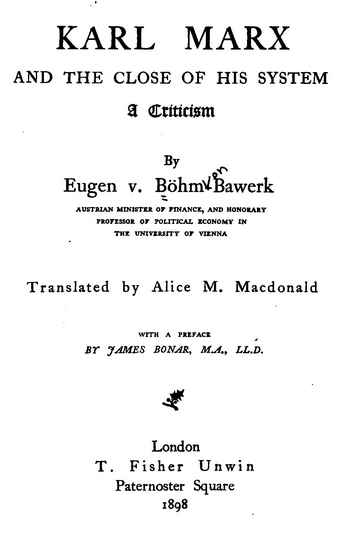 KARL MARX
AND THE CLOSE OF HIS SYSTEM
A Criticism
By
Eugen v. Böhm von Bawerk
AUSTRIAN MINISTER OF FINANCE, AND HONORARY
PROFESSOR OF POLITICAL ECONOMY IN
THE UNIVERSITY OF VIENNA
Translated by Alice M. Macdonald
WITH A PREFACE
BY JAMES BONAR, M.A., LL.D.
London
T. Fisher Unwin
Paternoster Square
1898